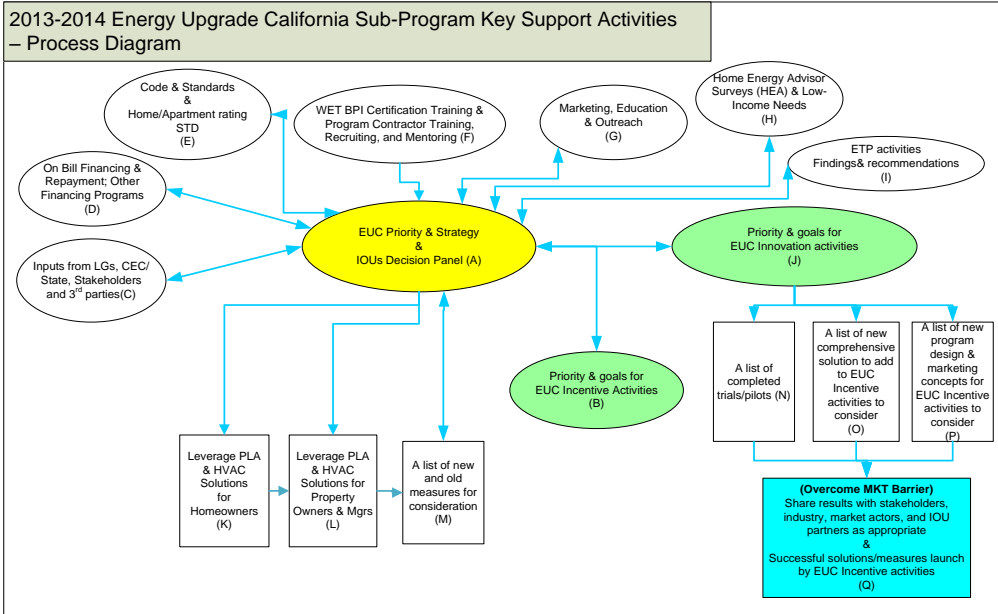 2013-2014 Energy Upgrade California Sub-Program Key Support Activities
– Process Diagram
Code & Standards
&
Home/Apartment rating
STD
(E)
WET BPI Certification Training &
Program Contractor Training,
Recruiting, and Mentoring (F)
Marketing, Education
& Outreach
(G)
Home Energy Advisor
Surveys (HEA) & Low-
Income Needs
(H)
ETP activities
Findings& recommendations
(I)
On Bill Financing &
Repayment; Other
Financing Programs
(D)
EUC Priority & Strategy
&
IOUs Decision Panel (A)
Priority & goals for
EUC Innovation activities
(J)
Inputs from LGs, CEC/
State, Stakeholders
and 3rd parties(C)
Priority & goals for
EUC Incentive Activities
(B)
A list of
completed
trials/pilots (N)
A list of new
comprehensive
solution to add
to EUC
Incentive
activities to
consider
(O)
A list of new
program
design &
marketing
concepts for
EUC Incentive
activities to
consider
(P)
Leverage PLA
& HVAC
Solutions
for
Homeowners
(K)
Leverage PLA
& HVAC
Solutions for
Property
Owners & Mgrs
(L)
A list of new
and old
measures for
consideration
(M)
(Overcome MKT Barrier)
Share results with stakeholders,
industry, market actors, and IOU
partners as appropriate
&
Successful solutions/measures launch
by EUC Incentive activities
(Q)